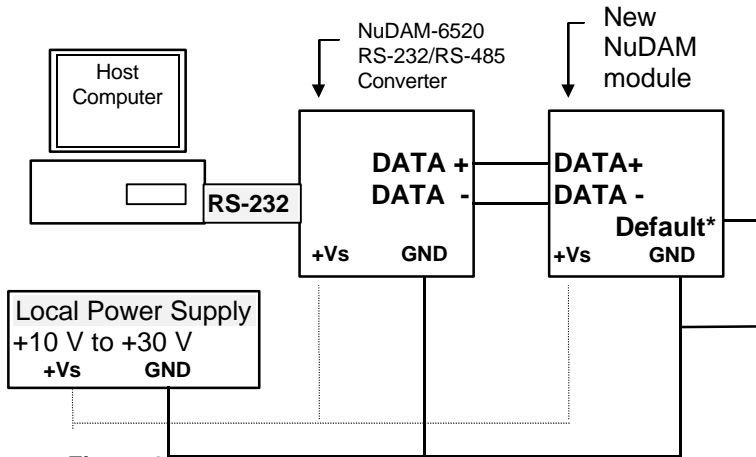 Host
Computer
NuDAM-6520
RS-232/RS-485
Converter
New
NuDAM
module
RS-232
DATA +
DATA -
+Vs GND
DATA+
DATA -
Default*
+Vs GND
Local Power Supply
+10 V to +30 V
+Vs GND